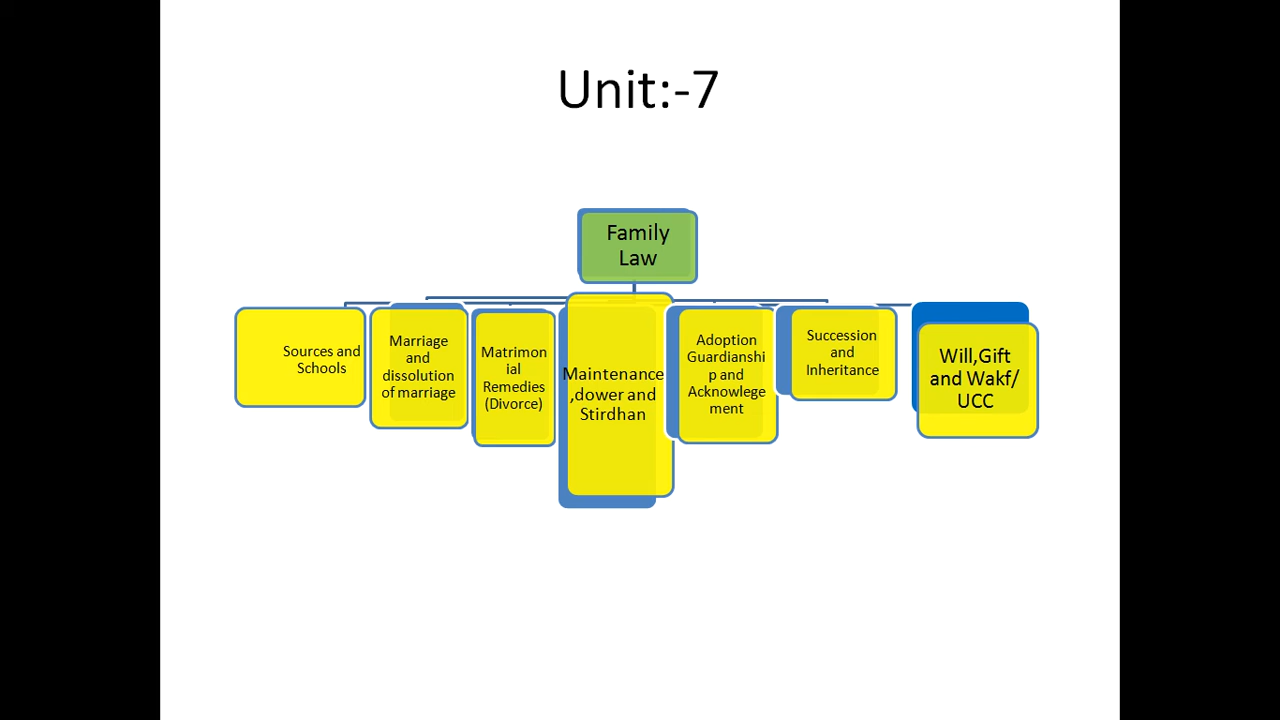 Unit:-7
Family
Law
Sources and
Schools
Marriage
and
dissolution
of marriage
Matrimon
ial
Remedies
(Divorce)
Maintenance
,dower and
Stirdhan
Adoption
Guardianshi
p and
Acknowlege
ment
Succession
and
Inheritance
Will,Gift
and Wakf/
UCC